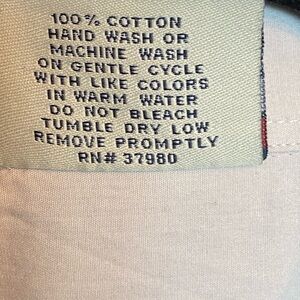 100% COTTON
HAND WASH OR
MACHINE WASH
ON GENTLE CYCLE
WITH LIKE COLORS
IN WARM WATER
DO NOT BLEACH
TUMBLE DRY LOW
REMOVE PROMPTLY
RN# 37980